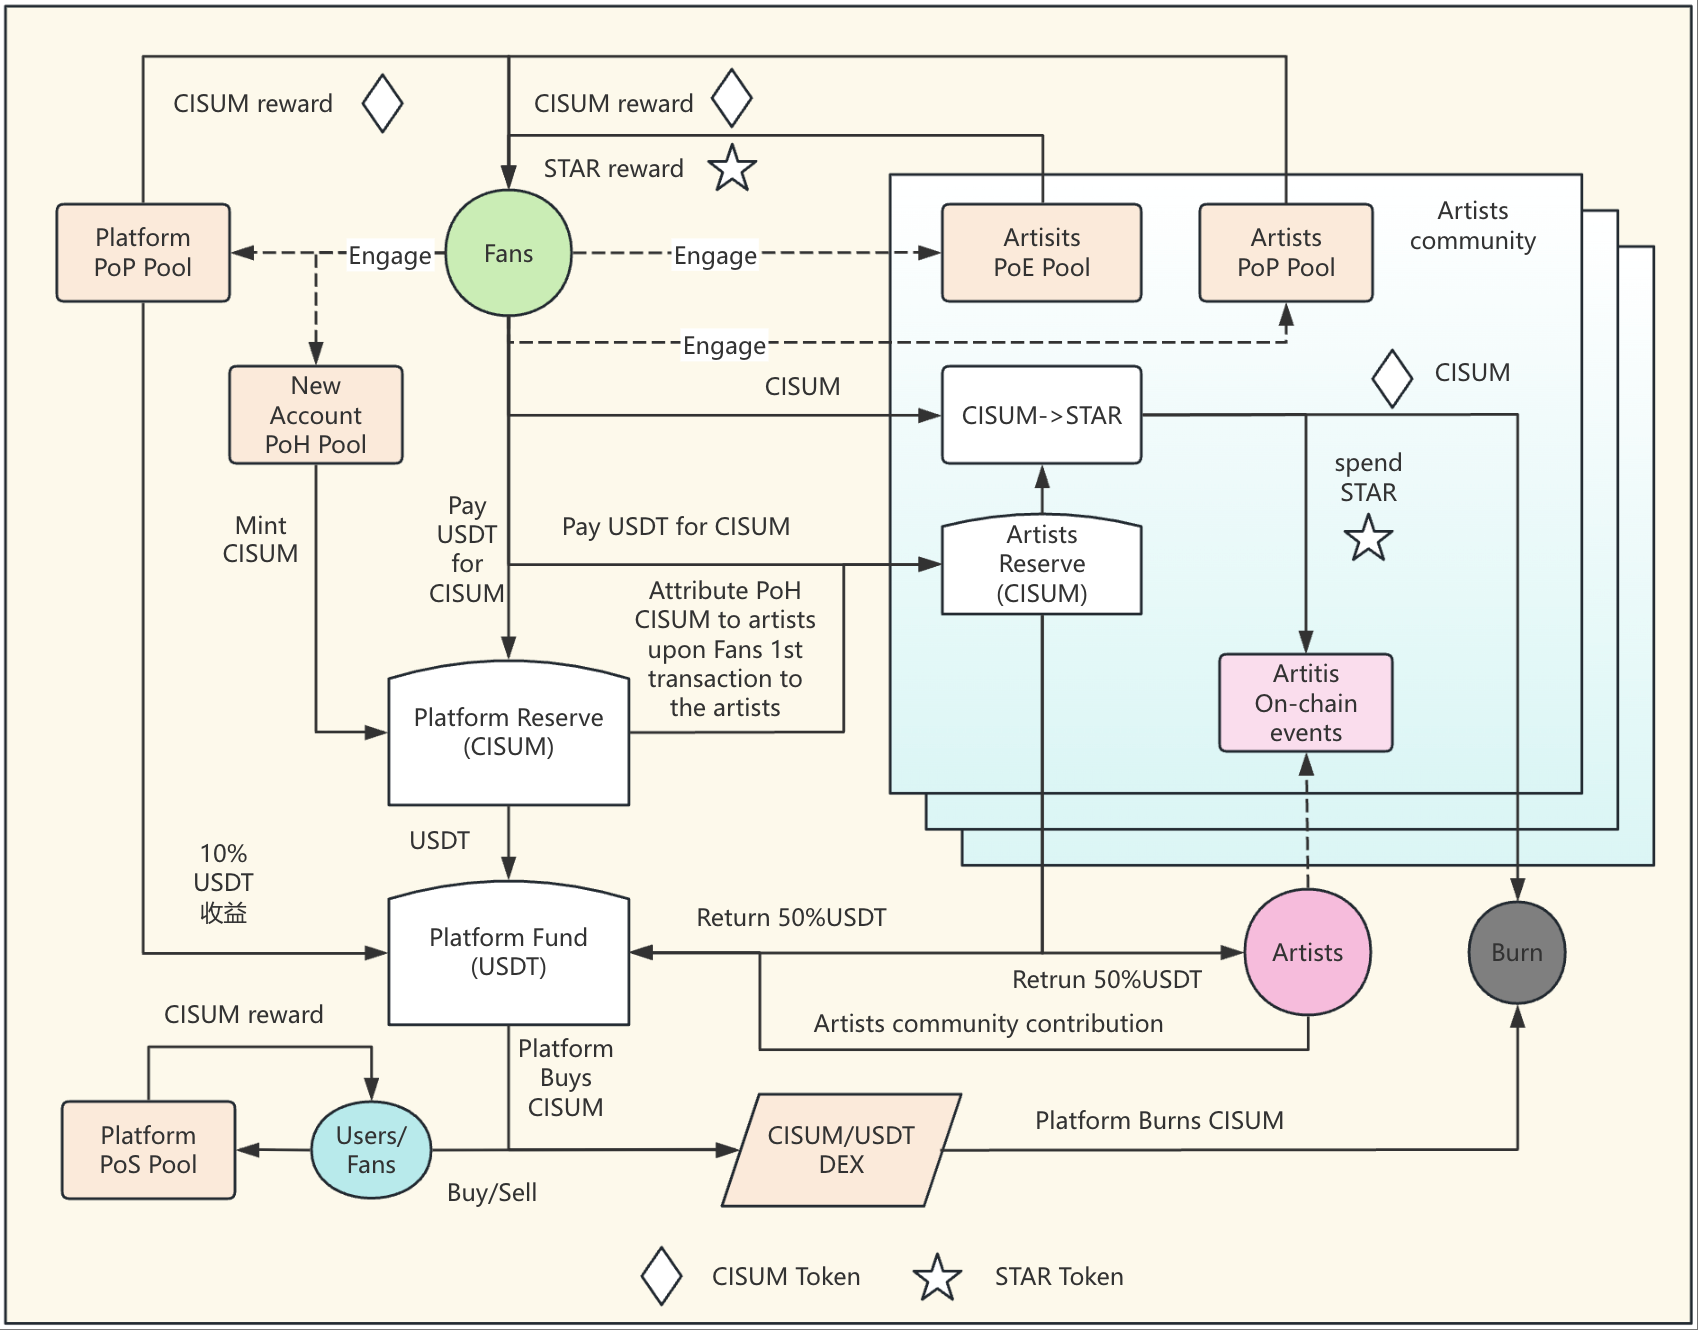 CISUM reward
CISUM reward
STAR reward
Artists
community
Platform
PoP Pool
Engage
Fans
Engage
Artisits
PoE Pool
Artists
PoP Pool
Engage
New
Account
PoH Pool
CISUM
CISUM->STAR
CISUM
spend
STAR
Mint
CISUM
Pay
USDT
for
CISUM
Pay USDT for CISUM
Artists
Reserve
(CISUM)
Attribute PoH
CISUM to artists
upon Fans 1st
transaction to
the artists
Platform Reserve
(CISUM)
Artitis
On-chain
events
USDT
10%
USDT
收益
Platform Fund
(USDT)
Return 50%USDT
Retrun 50%USDT
Artists
Burn
Artists community contribution
CISUM reward
Platform
Buys
CISUM
Platform
PoS Pool
Users/
Fans
Buy/Sell
CISUM/USDT
DEX
Platform Burns CISUM
CISUM Token
STAR Token